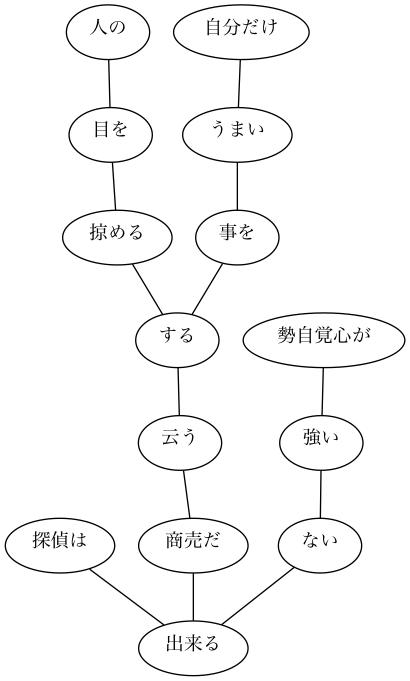 人の
自分だけ
目を
うまい
掠める
事を
する
勢自覚心が
云う
強い
探偵は
商売だ
ない
出来る